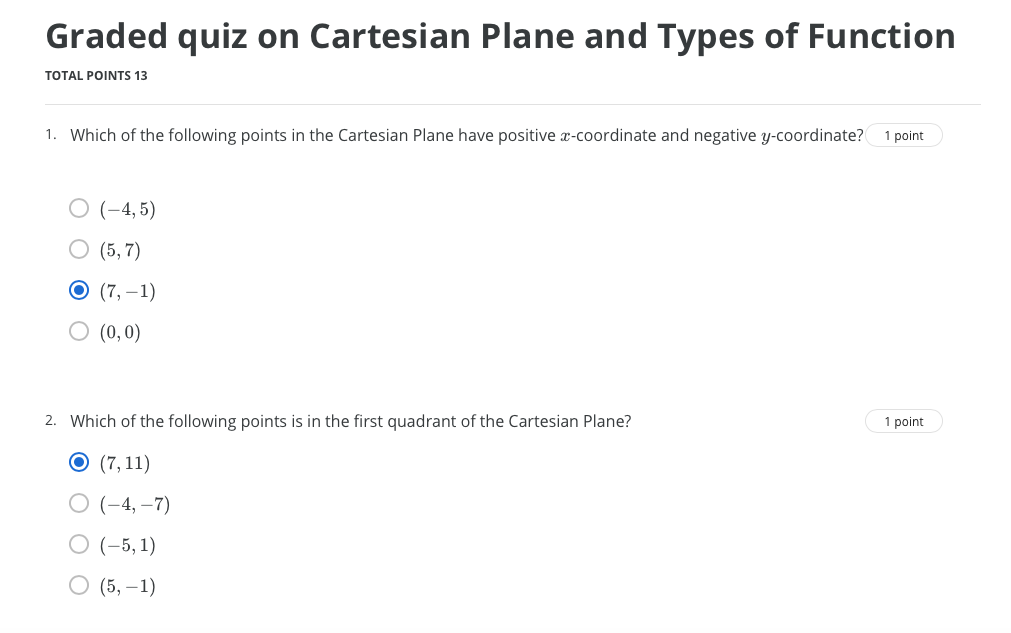 Graded quiz on Cartesian Plane and Types of Function
TOTAL POINTS 13
1. Which of the following points in the Cartesian Plane have positive x-coordinate and negative y-coordinate? 1 point
(−4, 5)
(5, 7)
(7, −1)
(0, 0)
2. Which of the following points is in the first quadrant of the Cartesian Plane? 1 point
(7, 11)
(−4, −7)
(−5, 1)
(5, −1)